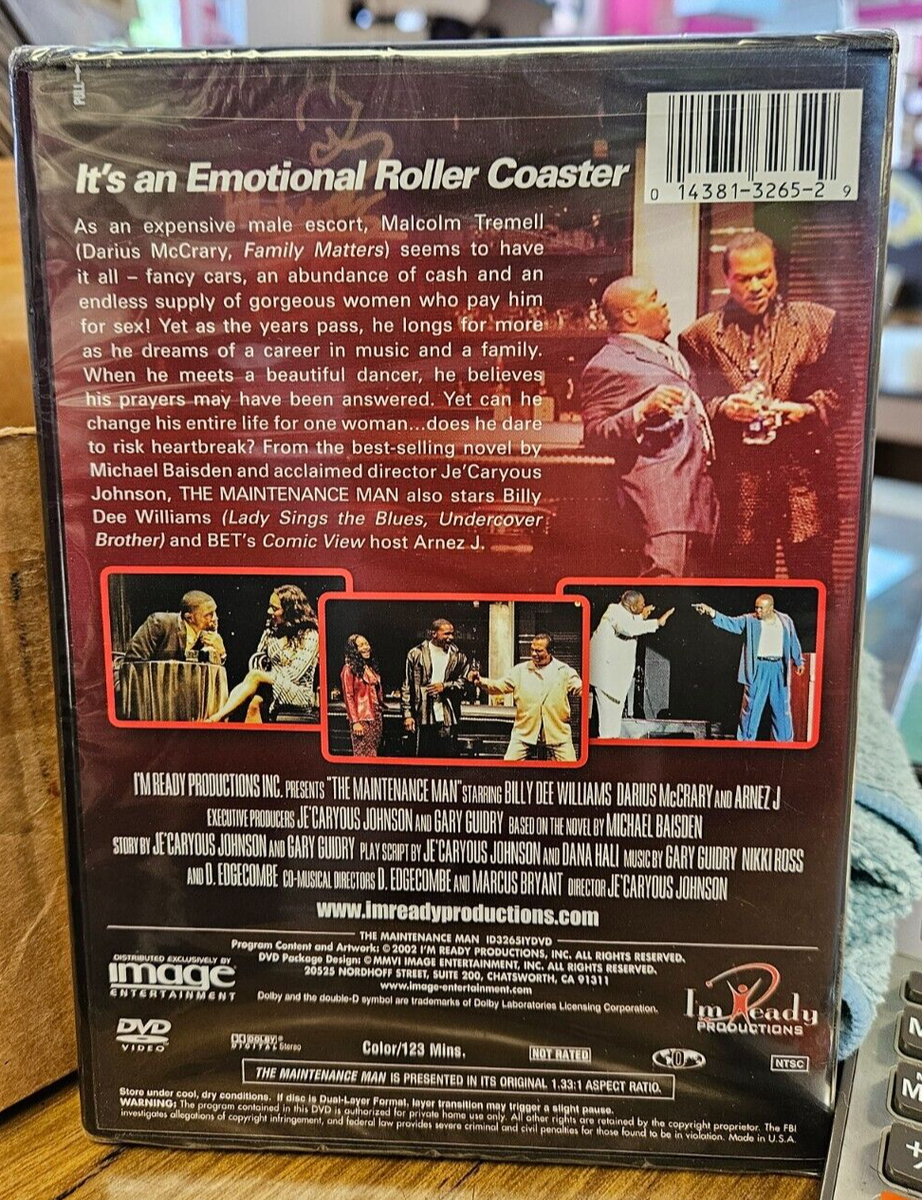 PULL→
It's an Emotional Roller Coaster
0 14381-3265-2 9
As an expensive male escort, Malcolm Tremell
(Darius McCrary, Family Matters) seems to have
it all – fancy cars, an abundance of cash and an
endless supply of gorgeous women who pay him
for sex! Yet as the years pass, he longs for more
as he dreams of a career in music and a family.
When he meets a beautiful dancer, he believes
his prayers may have been answered. Yet can he
change his entire life for one woman...does he dare
to risk heartbreak? From the best-selling novel by
Michael Baisden and acclaimed director Je'Caryous
Johnson, THE MAINTENANCE MAN also stars Billy
Dee Williams (Lady Sings the Blues, Undercover
Brother) and BET's Comic View host Arnez J.
I'M READY PRODUCTIONS INC. PRESENTS "THE MAINTENANCE MAN" STARRING BILLY DEE WILLIAMS DARIUS McCRARY AND ARNEZ J
EXECUTIVE PRODUCERS JE'CARYOUS JOHNSON AND GARY GUIDRY BASED ON THE NOVEL BY MICHAEL BAISDEN
STORY BY JE'CARYOUS JOHNSON AND GARY GUIDRY PLAY SCRIPT BY JE'CARYOUS JOHNSON AND DANA HALI MUSIC BY GARY GUIDRY NIKKI ROSS
AND D. EDGECOMBE CO-MUSICAL DIRECTORS D. EDGECOMBE AND MARCUS BRYANT DIRECTOR JE'CARYOUS JOHNSON
www.imreadyproductions.com
THE MAINTENANCE MAN ID3265IYDVD
Program Content and Artwork: ©2002 I'M READY PRODUCTIONS, INC. ALL RIGHTS RESERVED.
DVD Package Design: ©MMVI IMAGE ENTERTAINMENT, INC. ALL RIGHTS RESERVED.
20525 NORDHOFF STREET, SUITE 200, CHATSWORTH, CA 91311
www.image-entertainment.com
Dolby and the double-D symbol are trademarks of Dolby Laboratories Licensing Corporation.
DISTRIBUTED EXCLUSIVELY BY
image
ENTERTAINMENT
I'm Ready
PRODUCTIONS
DVD
VIDEO
DOLBY
DIGITAL Stereo
Color/123 Mins.
NOT RATED
0
NTSC
THE MAINTENANCE MAN IS PRESENTED IN ITS ORIGINAL 1.33:1 ASPECT RATIO.
Store under cool, dry conditions. If disc is Dual-Layer Format, layer transition may trigger a slight pause.
WARNING: The program contained in this DVD is authorized for private home use only. All other rights are retained by the copyright proprietor. The FBI
investigates allegations of copyright infringement, and federal law provides severe criminal and civil penalties for those found to be in violation. Made in U.S.A.